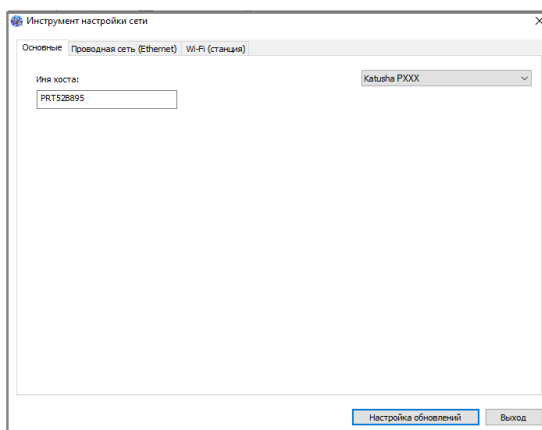 Инструмент настройки сети
Основные Проводная сеть (Ethernet) Wi-Fi (станция)
Имя хоста:
Katusha PXXX
PRT52B895
Настройка обновлений Выход